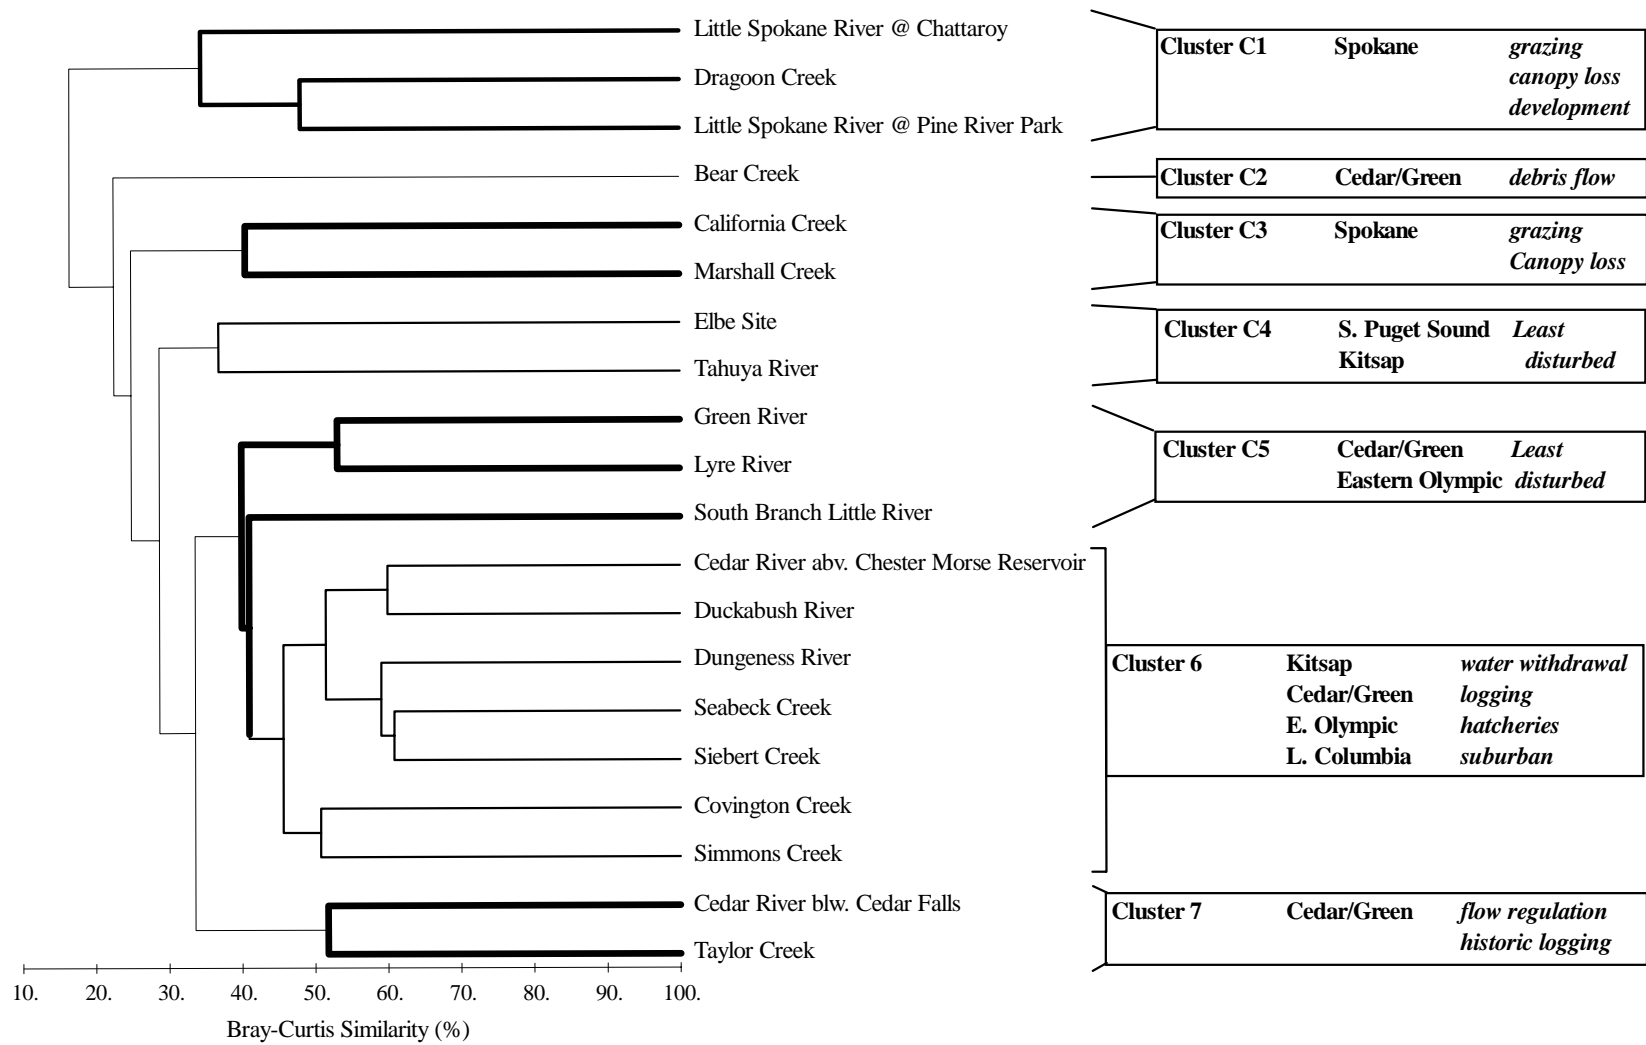 Little Spokane River @ Chattaroy
Dragoon Creek
Little Spokane River @ Pine River Park
Bear Creek
California Creek
Marshall Creek
Elbe Site
Tahuya River
Green River
Lyre River
South Branch Little River
Cedar River abv. Chester Morse Reservoir
Duckabush River
Dungeness River
Seabeck Creek
Siebert Creek
Covington Creek
Simmons Creek
Cedar River blw. Cedar Falls
Taylor Creek
Cluster C1 Spokane grazing
canopy loss
development
Cluster C2 Cedar/Green debris flow
Cluster C3 Spokane grazing
Canopy loss
Cluster C4 S. Puget Sound Least
Kitsap disturbed
Cluster C5 Cedar/Green Least
Eastern Olympic disturbed
Cluster 6 Kitsap water withdrawal
Cedar/Green logging
E. Olympic hatcheries
L. Columbia suburban
Cluster 7 Cedar/Green flow regulation
historic logging
10. 20. 30. 40. 50. 60. 70. 80. 90. 100.
Bray-Curtis Similarity (%)